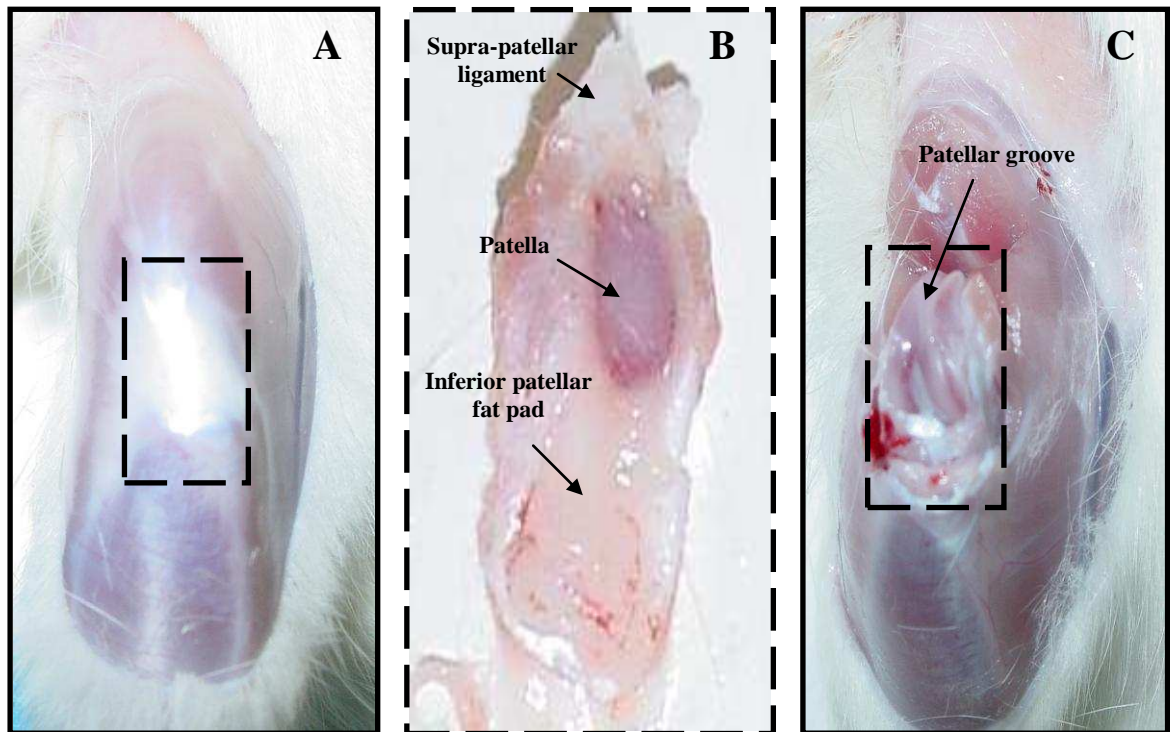 A
B
C
Supra-patellar
ligament
Patellar groove
Patella
Inferior patellar
fat pad